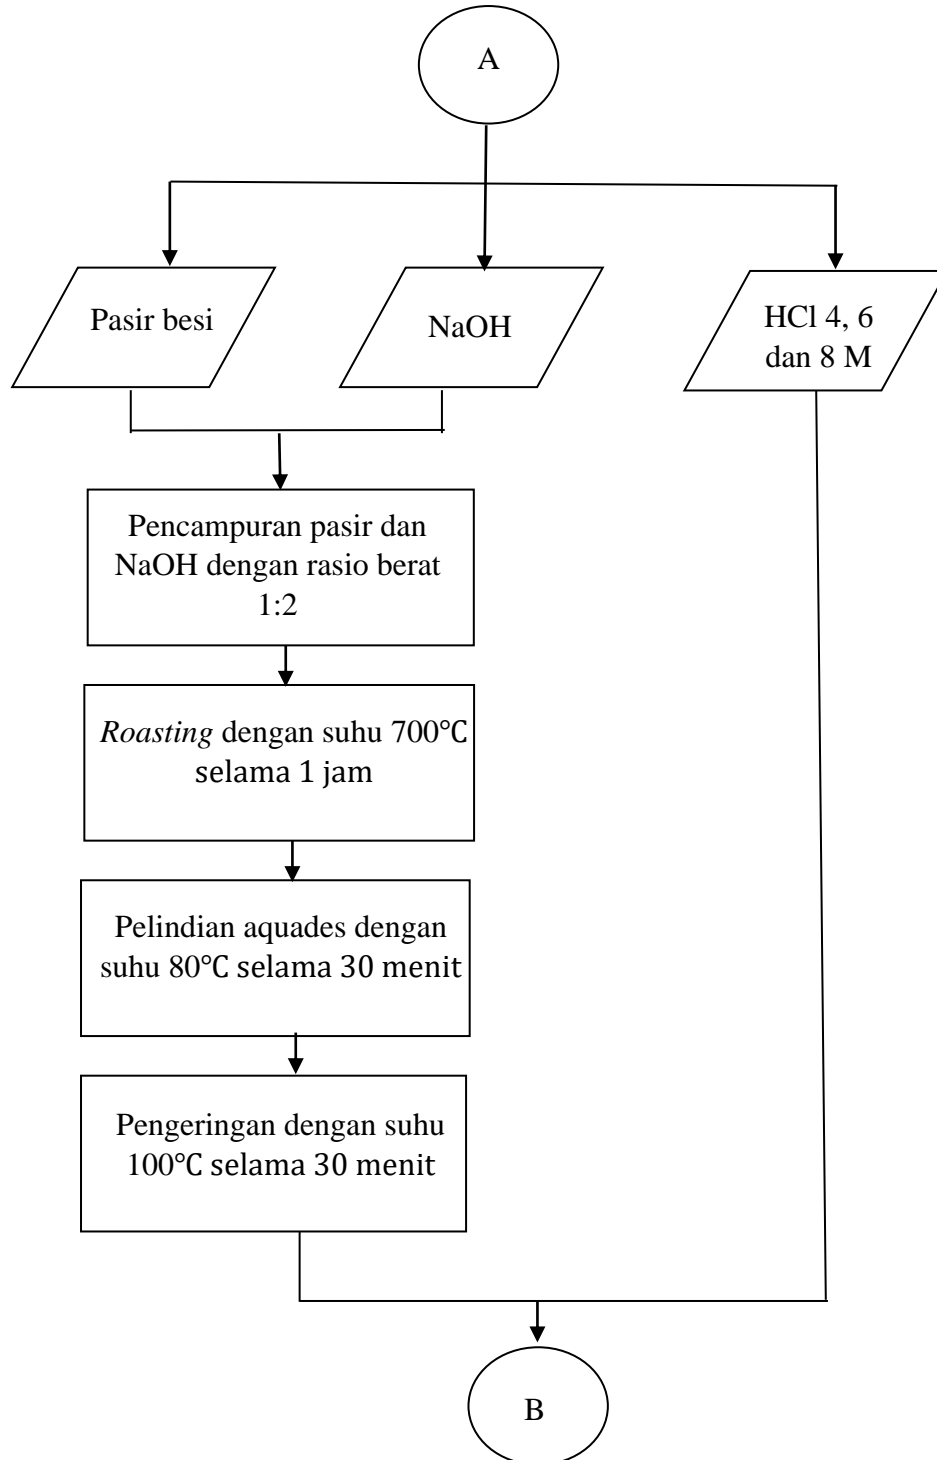 A
Pasir besi
NaOH
HCl 4, 6
dan 8 M
Pencampuran pasir dan
NaOH dengan rasio berat
1:2
Roasting dengan suhu 700°C
selama 1 jam
Pelindian aquades dengan
suhu 80°C selama 30 menit
Pengeringan dengan suhu
100°C selama 30 menit
B